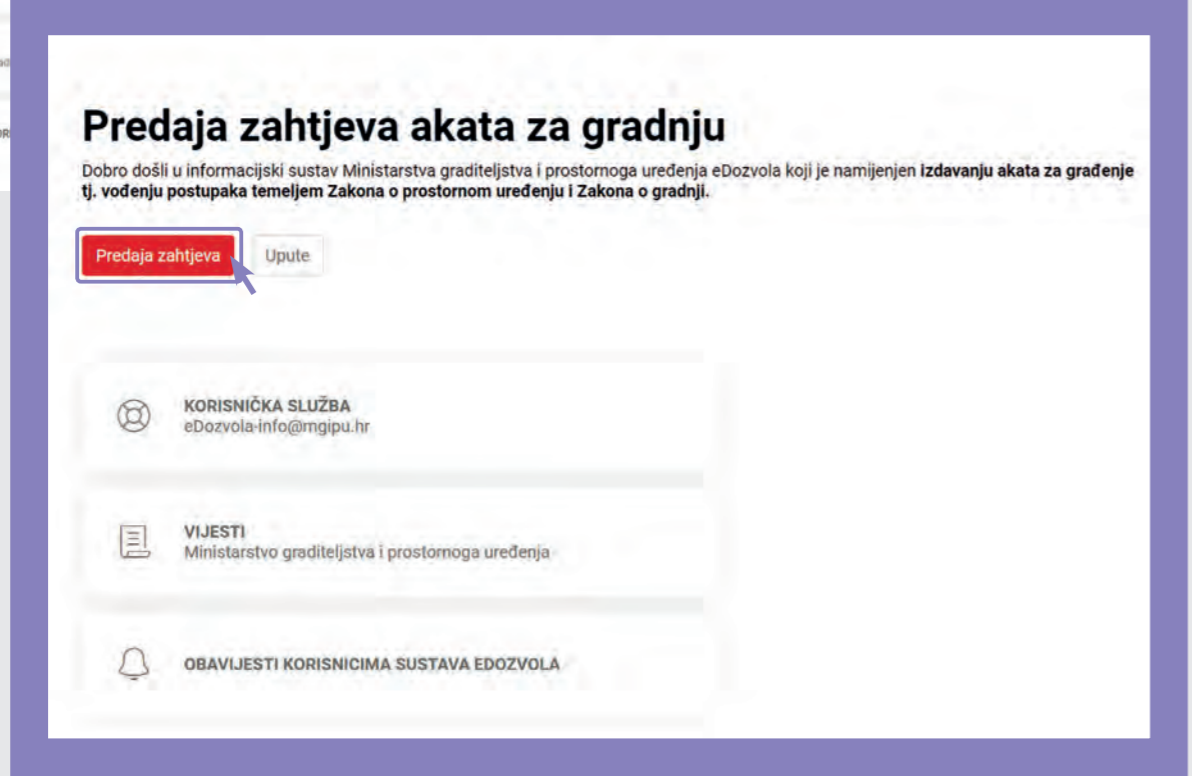 Predaja zahtjeva akata za gradnju
Dobro došli u informacijski sustav Ministarstva graditeljstva i prostornoga uređenja eDozvola koji je namijenjen izdavanju akata za građenje
tj. vođenju postupaka temeljem Zakona o prostornom uređenju i Zakona o gradnji.
Predaja zahtjeva
Upute
KORISNIČKA SLUŽBA
eDozvola-info@mgipu.hr
VIJESTI
Ministarstvo graditeljstva i prostornoga uređenja
OBAVIJESTI KORISNICIMA SUSTAVA EDOZVOLA